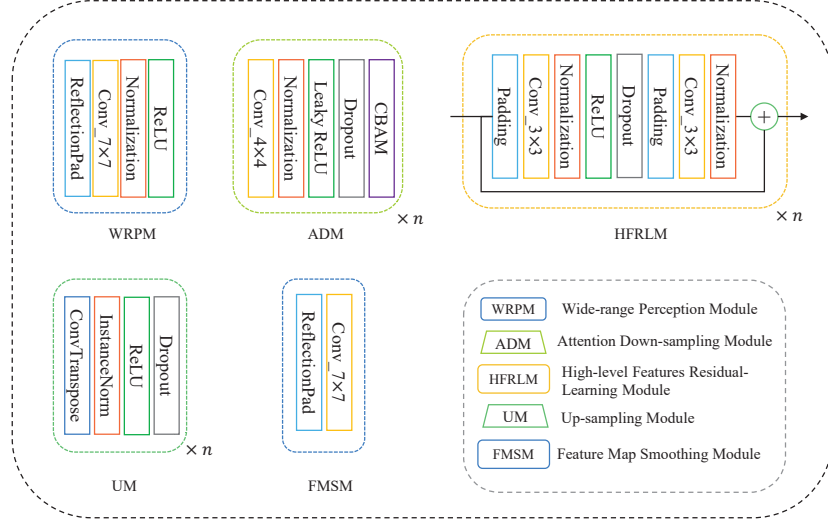 ReflectionPad
Conv_7×7
Normalization
ReLU
WRPM
Conv_4×4
Normalization
Leaky ReLU
Dropout
CBAM
× n
ADM
Padding
Conv_3×3
Normalization
ReLU
Dropout
Padding
Conv_3×3
Normalization
+
× n
HFRLM
ConvTranspose
InstanceNorm
ReLU
Dropout
× n
UM
ReflectionPad
Conv_7×7
FMSM
WRPM Wide-range Perception Module
ADM Attention Down-sampling Module
HFRLM High-level Features Residual-
Learning Module
UM Up-sampling Module
FMSM Feature Map Smoothing Module